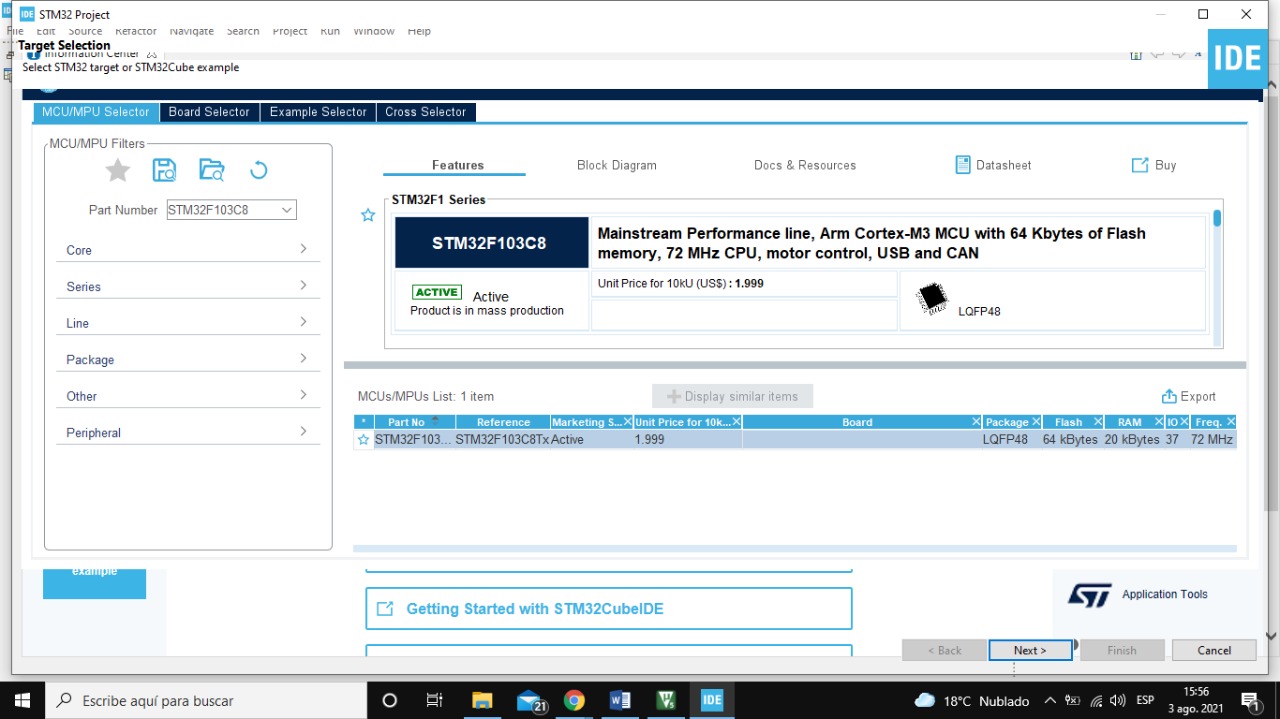 IDE STM32 Project
File Edit Source Refactor Navigate Search Project Run Window Help
Target Selection
Information Center
Select STM32 target or STM32Cube example
IDE
MCU/MPU Selector Board Selector Example Selector Cross Selector
MCU/MPU Filters
Part Number STM32F103C8
Core
Series
Line
Package
Other
Peripheral
Features Block Diagram Docs & Resources Datasheet Buy
STM32F1 Series
STM32F103C8
Mainstream Performance line, Arm Cortex-M3 MCU with 64 Kbytes of Flash
memory, 72 MHz CPU, motor control, USB and CAN
ACTIVE Active
Product is in mass production
Unit Price for 10kU (US$) : 1.999
LQFP48
MCUs/MPUs List: 1 item
+ Display similar items
Export
* Part No Reference Marketing S... Unit Price for 10k... Board Package Flash RAM IO Freq.
STM32F103... STM32F103C8Tx Active 1.999 LQFP48 64 kBytes 20 kBytes 37 72 MHz
example
Getting Started with STM32CubeIDE
ST Application Tools
< Back Next > Finish Cancel
Escribe aquí para buscar
21
IDE
18°C Nublado
ESP
15:56
3 ago. 2021
1